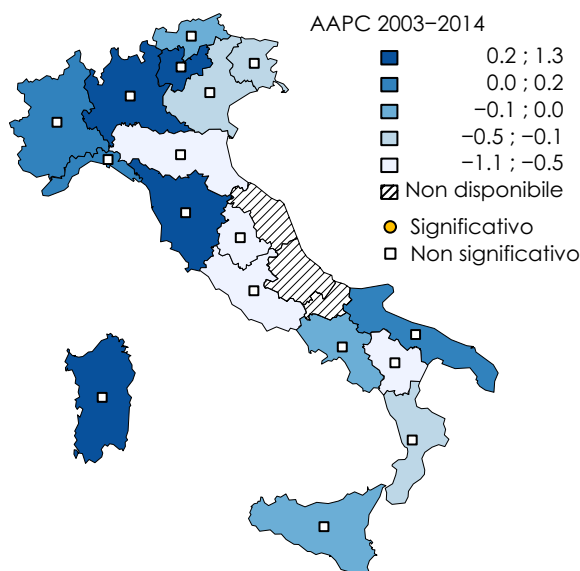 AAPC 2003−2014
0.2 ; 1.3
0.0 ; 0.2
−0.1 ; 0.0
−0.5 ; −0.1
−1.1 ; −0.5
Non disponibile
Significativo
Non significativo